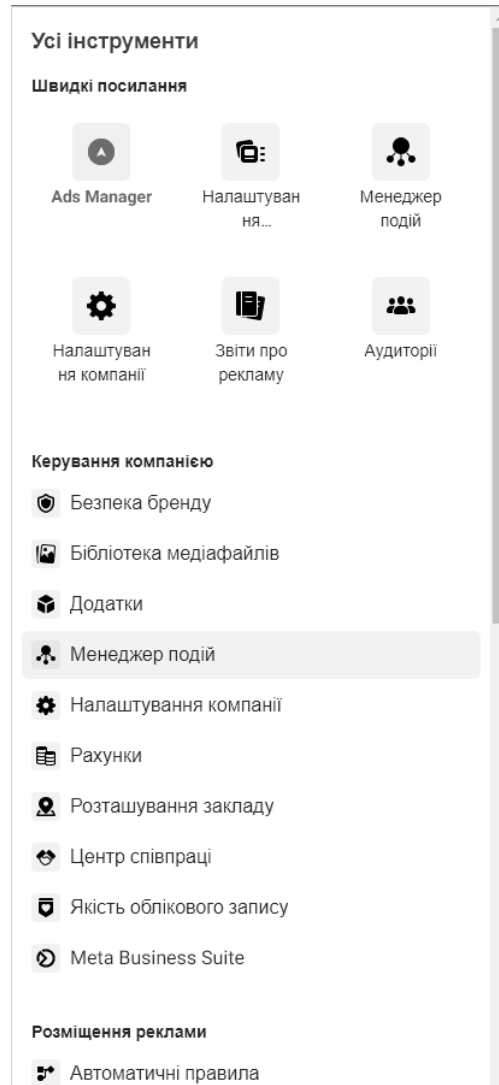 Усі інструменти
Швидкі посилання
Ads Manager
Налаштуван
ня...
Менеджер
подій
Налаштуван
ня компанії
Звіти про
рекламу
Аудиторії
Керування компанією
Безпека бренду
Бібліотека медіафайлів
Додатки
Менеджер подій
Налаштування компанії
Рахунки
Розташування закладу
Центр співпраці
Якість облікового запису
Meta Business Suite
Розміщення реклами
Автоматичні правила